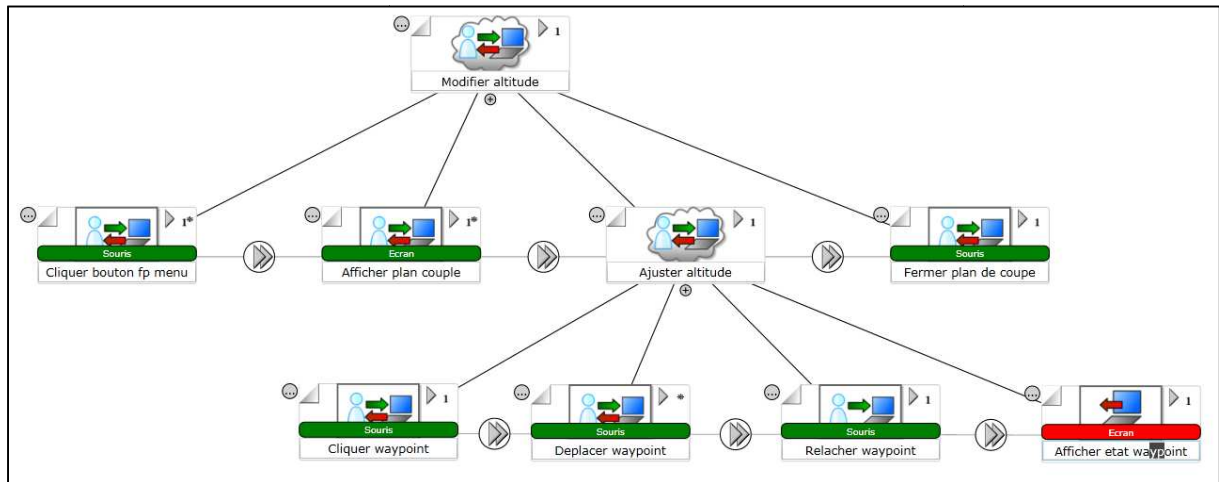 1
Modifier altitude
1*
Souris
Cliquer bouton fp menu
1*
Ecran
Afficher plan couple
1
Ajuster altitude
1
Souris
Fermer plan de coupe
1
Souris
Cliquer waypoint
*
Souris
Deplacer waypoint
1
Souris
Relacher waypoint
1
Ecran
Afficher etat waypoint